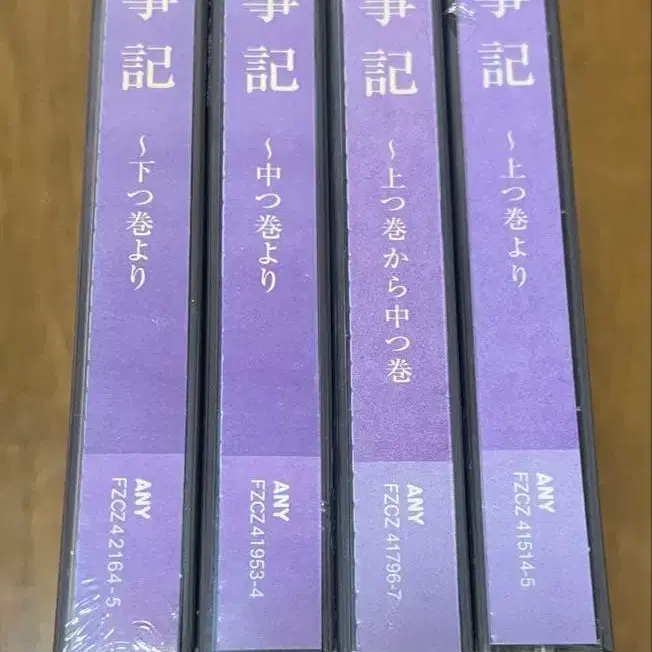 事記
～下つ巻より
ANY
FZCZ 42164-5
事記
～中つ巻より
ANY
FZCZ 41953-4
事記
～上つ巻から中つ巻
ANY
FZCZ 41796-7
事記
～上つ巻より
ANY
FZCZ 41514-5